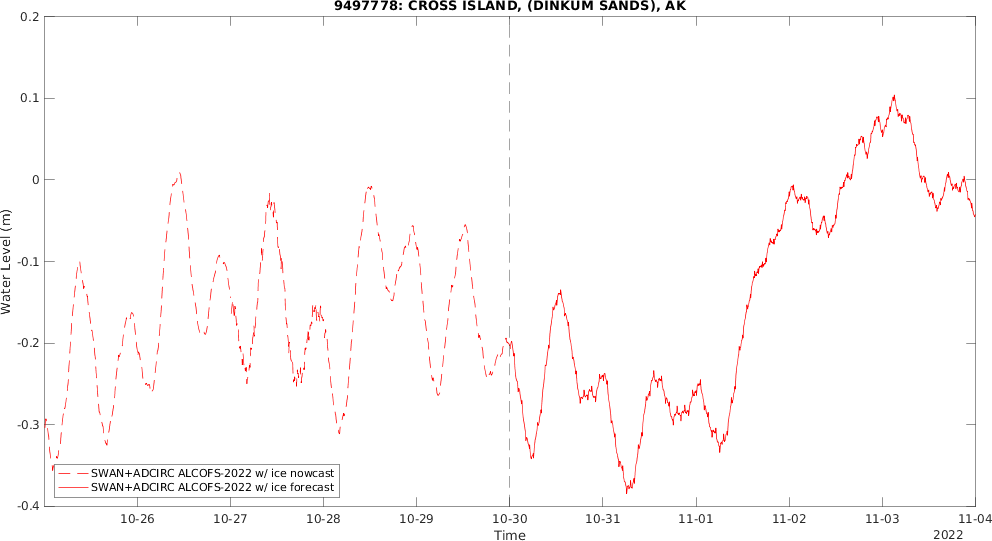 9497778: CROSS ISLAND, (DINKUM SANDS), AK
0.2
0.1
0
-0.1
-0.2
-0.3
-0.4
Water Level (m)
SWAN+ADCIRC ALCOFS-2022 w/ ice nowcast
SWAN+ADCIRC ALCOFS-2022 w/ ice forecast
10-26 10-27 10-28 10-29 10-30 10-31 11-01 11-02 11-03 11-04
Time
2022